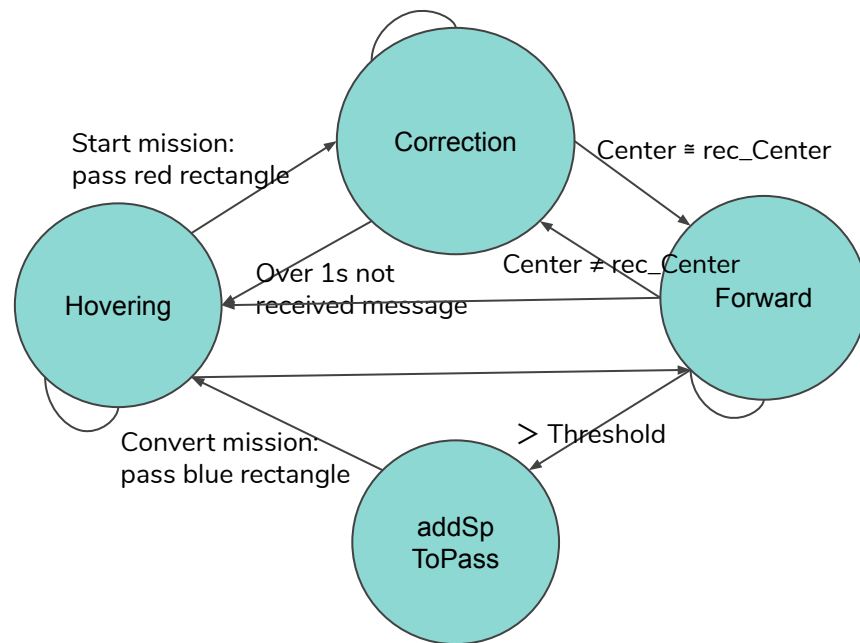 Correction
Start mission:
pass red rectangle
Center ≅ rec_Center
Over 1s not
received message
Center ≠ rec_Center
Hovering
Forward
Convert mission:
pass blue rectangle
＞ Threshold
addSp
ToPass